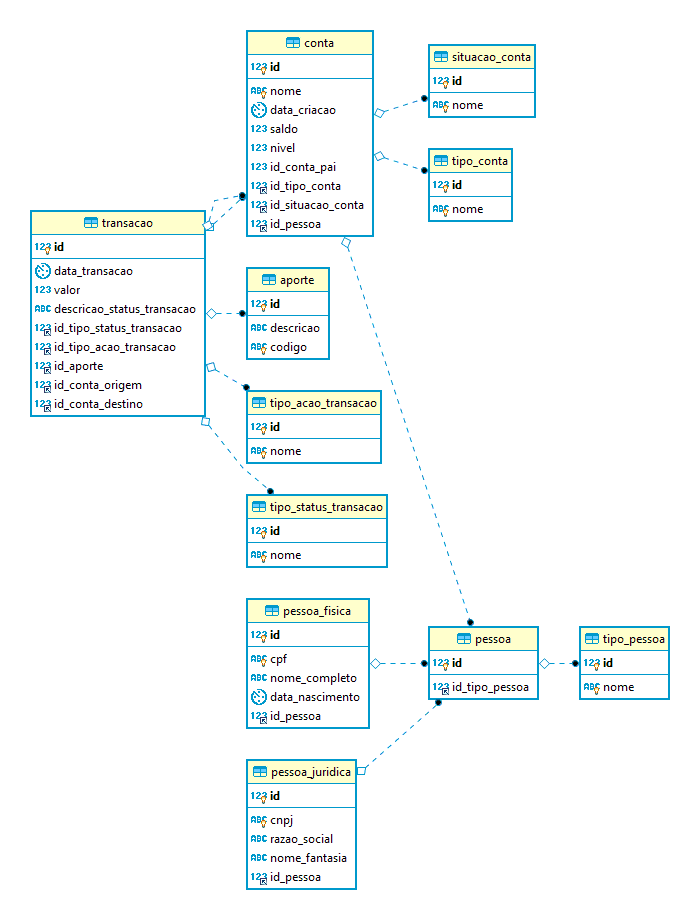 conta
123 id
ABC nome
data_criacao
123 saldo
123 nivel
123 id_conta_pai
123 id_tipo_conta
123 id_situacao_conta
123 id_pessoa
situacao_conta
123 id
ABC nome
tipo_conta
123 id
ABC nome
transacao
123 id
data_transacao
123 valor
ABC descricao_status_transacao
123 id_tipo_status_transacao
123 id_tipo_acao_transacao
123 id_aporte
123 id_conta_origem
123 id_conta_destino
aporte
123 id
ABC descricao
ABC codigo
tipo_acao_transacao
123 id
ABC nome
tipo_status_transacao
123 id
ABC nome
pessoa_fisica
123 id
ABC cpf
ABC nome_completo
data_nascimento
123 id_pessoa
pessoa
123 id
123 id_tipo_pessoa
tipo_pessoa
123 id
ABC nome
pessoa_juridica
123 id
ABC cnpj
ABC razao_social
ABC nome_fantasia
123 id_pessoa